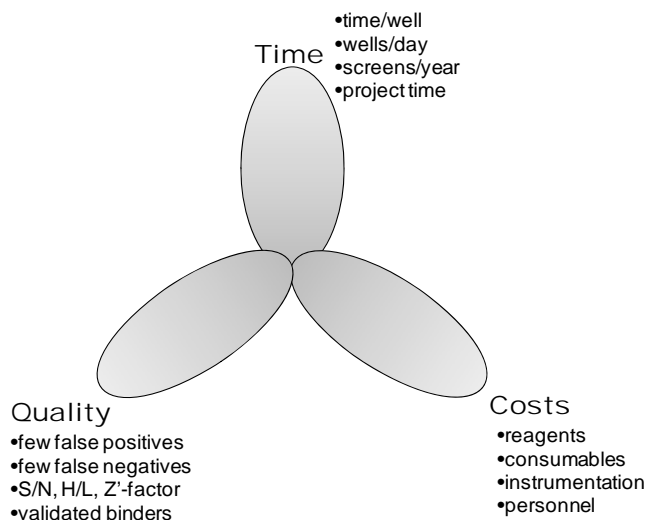 Time
•time/well
•wells/day
•screens/year
•project time
Quality
•few false positives
•few false negatives
•S/N, H/L, Z'-factor
•validated binders
Costs
•reagents
•consumables
•instrumentation
•personnel